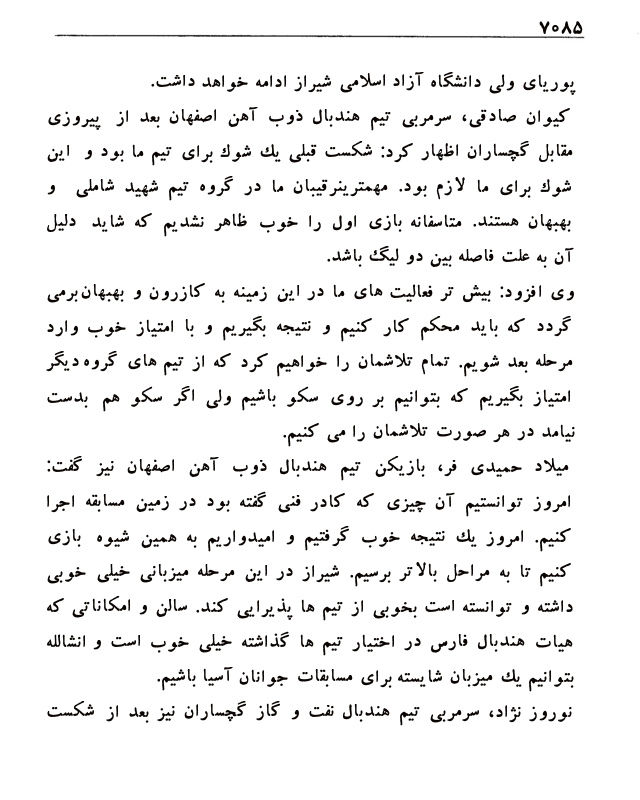 ۷۰۸۵
پوریای ولی دانشگاه آزاد اسلامی شیراز ادامه خواهد داشت.
کیوان صادقی، سرمربی تیم هندبال ذوب آهن اصفهان بعد از پیروزی
مقابل گچساران اظهار کرد: شکست قبلی یك شوك برای تیم ما بود و این
شوك برای ما لازم بود. مهمترینرقیبان ما در گروه تیم شهید شاملی و
بهبهان هستند. متاسفانه بازی اول را خوب ظاهر نشدیم که شاید دلیل
آن به علت فاصله بین دو لیگ باشد.
وی افزود: بیش تر فعالیت های ما در این زمینه به کازرون و بهبهان برمی
گردد که باید محکم کار کنیم و نتیجه بگیریم و با امتیاز خوب وارد
مرحله بعد شویم. تمام تلاشمان را خواهیم کرد که از تیم های گروه دیگر
امتیاز بگیریم که بتوانیم بر روی سکو باشیم ولی اگر سکو هم بدست
نیامد در هر صورت تلاشمان را می کنیم.
میلاد حمیدی فر، بازیکن تیم هندبال ذوب آهن اصفهان نیز گفت:
امروز توانستیم آن چیزی که کادر فنی گفته بود در زمین مسابقه اجرا
کنیم. امروز یك نتیجه خوب گرفتیم و امیدواریم به همین شیوه بازی
کنیم تا به مراحل بالاتر برسیم. شیراز در این مرحله میزبانی خیلی خوبی
داشته و توانسته است بخوبی از تیم ها پذیرایی کند. سالن و امکاناتی که
هیات هندبال فارس در اختیار تیم ها گذاشته خیلی خوب است و انشالله
بتوانیم یك میزبان شایسته برای مسابقات جوانان آسیا باشیم.
نوروز نژاد، سرمربی تیم هندبال نفت و گاز گچساران نیز بعد از شکست